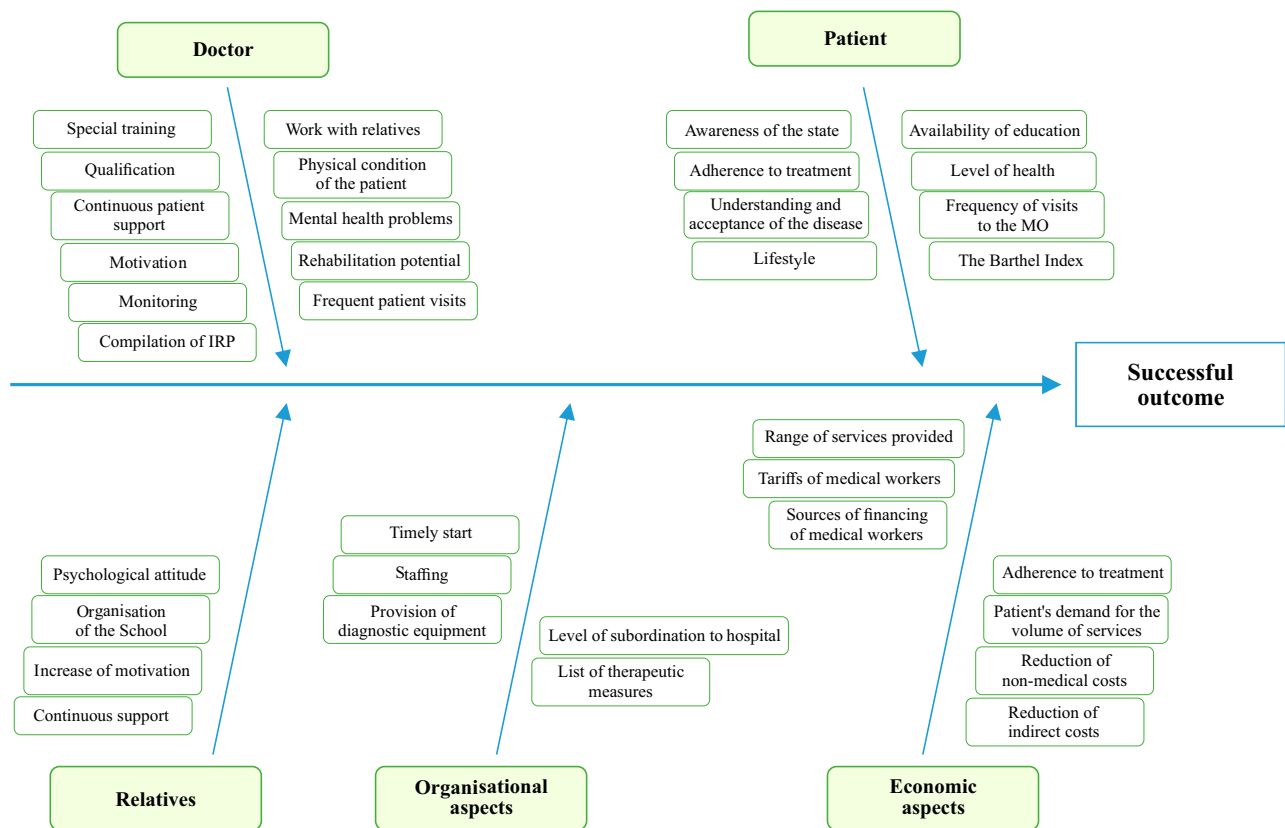 Doctor
Patient
Special training
Qualification
Continuous patient
support
Motivation
Monitoring
Compilation of IRP
Work with relatives
Physical condition
of the patient
Mental health problems
Rehabilitation potential
Frequent patient visits
Awareness of the state
Adherence to treatment
Understanding and
acceptance of the disease
Lifestyle
Availability of education
Level of health
Frequency of visits
to the MO
The Barthel Index
Successful
outcome
Psychological attitude
Organisation
of the School
Increase of motivation
Continuous support
Timely start
Staffing
Provision of
diagnostic equipment
Level of subordination to hospital
List of therapeutic
measures
Range of services provided
Tariffs of medical workers
Sources of financing
of medical workers
Adherence to treatment
Patient's demand for the
volume of services
Reduction of
non-medical costs
Reduction of
indirect costs
Relatives
Organisational
aspects
Economic
aspects